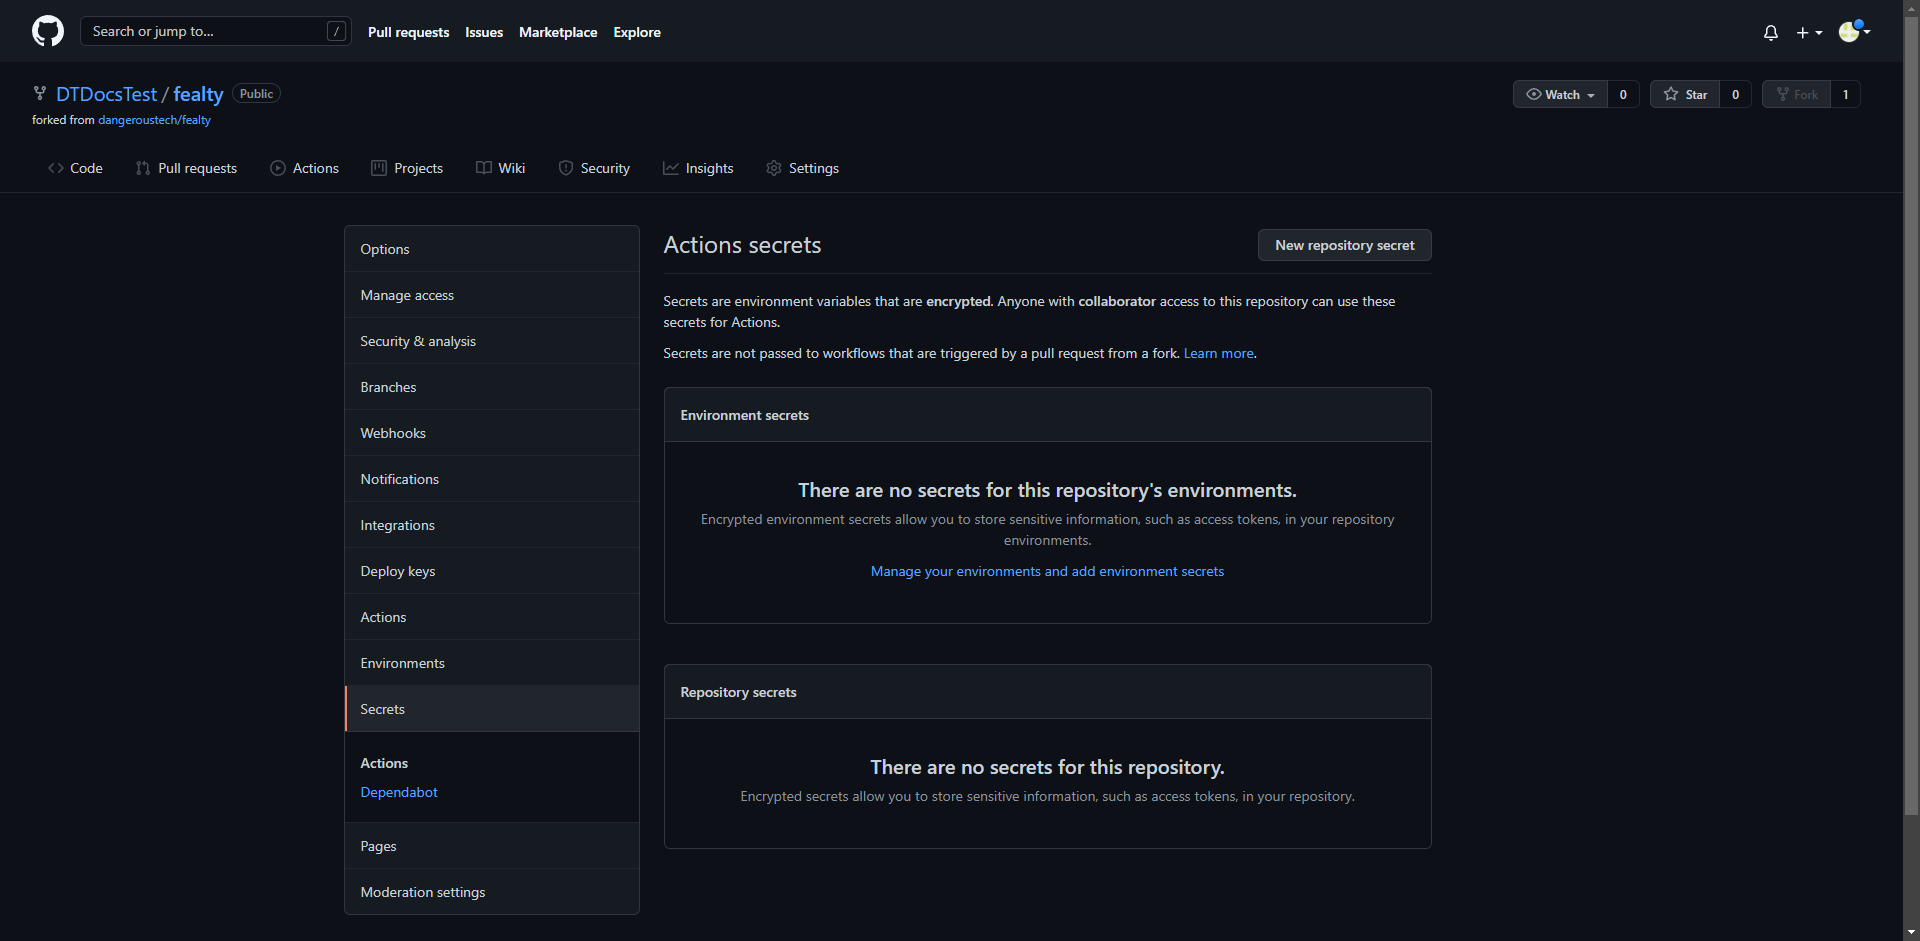 Search or jump to... /
Pull requests Issues Marketplace Explore
DTDocsTest / fealty Public
forked from dangeroustech/fealty
Watch 0 Star 0 Fork 1
Code Pull requests Actions Projects Wiki Security Insights Settings
Options
Manage access
Security & analysis
Branches
Webhooks
Notifications
Integrations
Deploy keys
Actions
Environments
Secrets
Actions
Dependabot
Pages
Moderation settings
Actions secrets
New repository secret
Secrets are environment variables that are encrypted. Anyone with collaborator access to this repository can use these
secrets for Actions.
Secrets are not passed to workflows that are triggered by a pull request from a fork. Learn more.
Environment secrets
There are no secrets for this repository's environments.
Encrypted environment secrets allow you to store sensitive information, such as access tokens, in your repository
environments.
Manage your environments and add environment secrets
Repository secrets
There are no secrets for this repository.
Encrypted secrets allow you to store sensitive information, such as access tokens, in your repository.